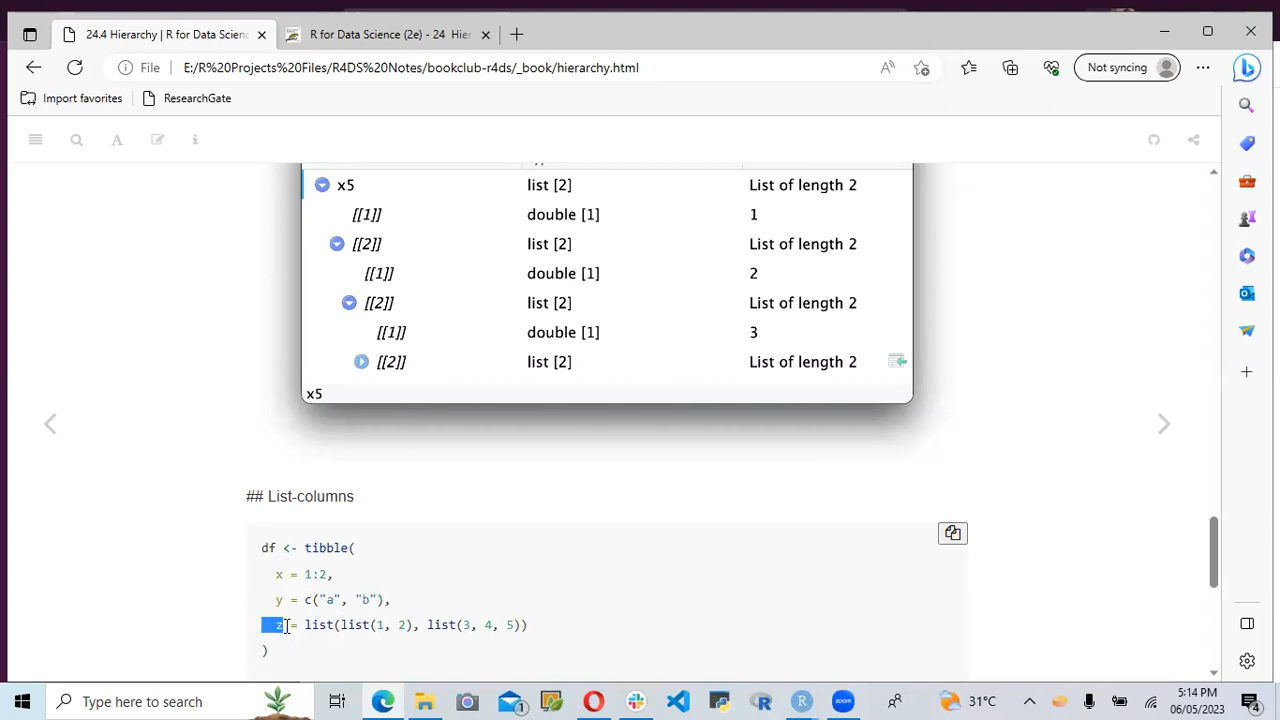 24.4 Hierarchy | R for Data Scienc
R for Data Science (2e) - 24 Hier
File
E:/R%20Projects%20Files/R4DS%20Notes/bookclub-r4ds/_book/hierarchy.html
Not syncing
Import favorites
ResearchGate
x5 list [2] List of length 2
[[1]] double [1] 1
[[2]] list [2] List of length 2
[[1]] double [1] 2
[[2]] list [2] List of length 2
[[1]] double [1] 3
[[2]] list [2] List of length 2
x5
## List-columns
df <- tibble(
x = 1:2,
y = c("a", "b"),
z = list(list(1, 2), list(3, 4, 5))
)
Type here to search
1
zoom
31°C
5:14 PM
06/05/2023
4